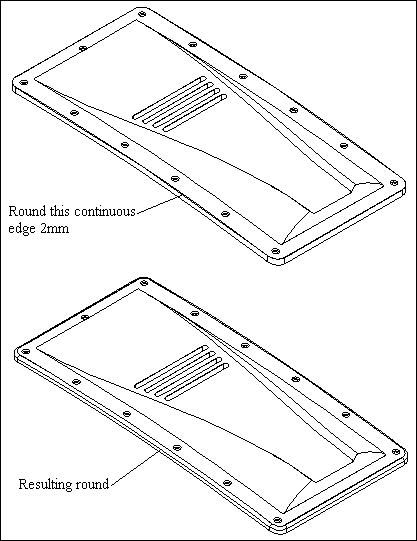 Round this continuous
edge 2mm
Resulting round